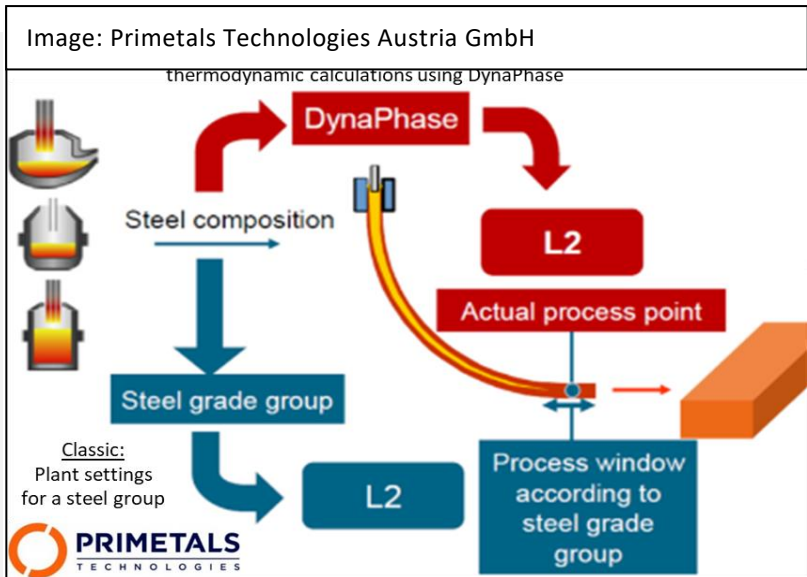 Image: Primetals Technologies Austria GmbH
thermodynamic calculations using DynaPhase
DynaPhase
Steel composition
L2
Actual process point
Steel grade group
Classic:
Plant settings
for a steel group
L2
Process window
according to
steel grade
group
PRIMETALS
TECHNOLOGIES